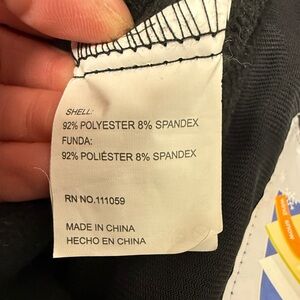 SHELL:
92% POLYESTER 8% SPANDEX
FUNDA:
92% POLIÉSTER 8% SPANDEX
RN NO.111059
MADE IN CHINA
HECHO EN CHINA